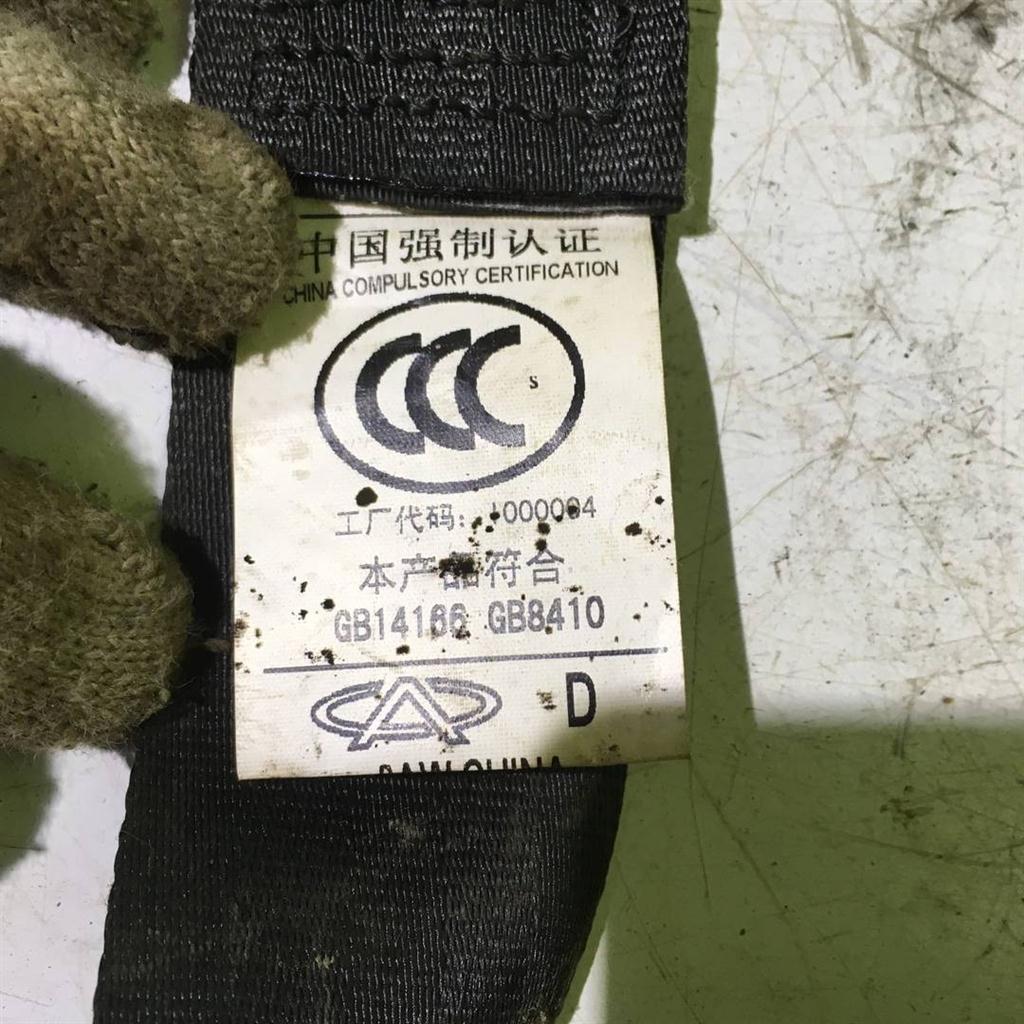 中国强制认证
CHINA COMPULSORY CERTIFICATION
CCC S
工厂代码:
本产品符合
GB14166 GB8410
D
CHINA